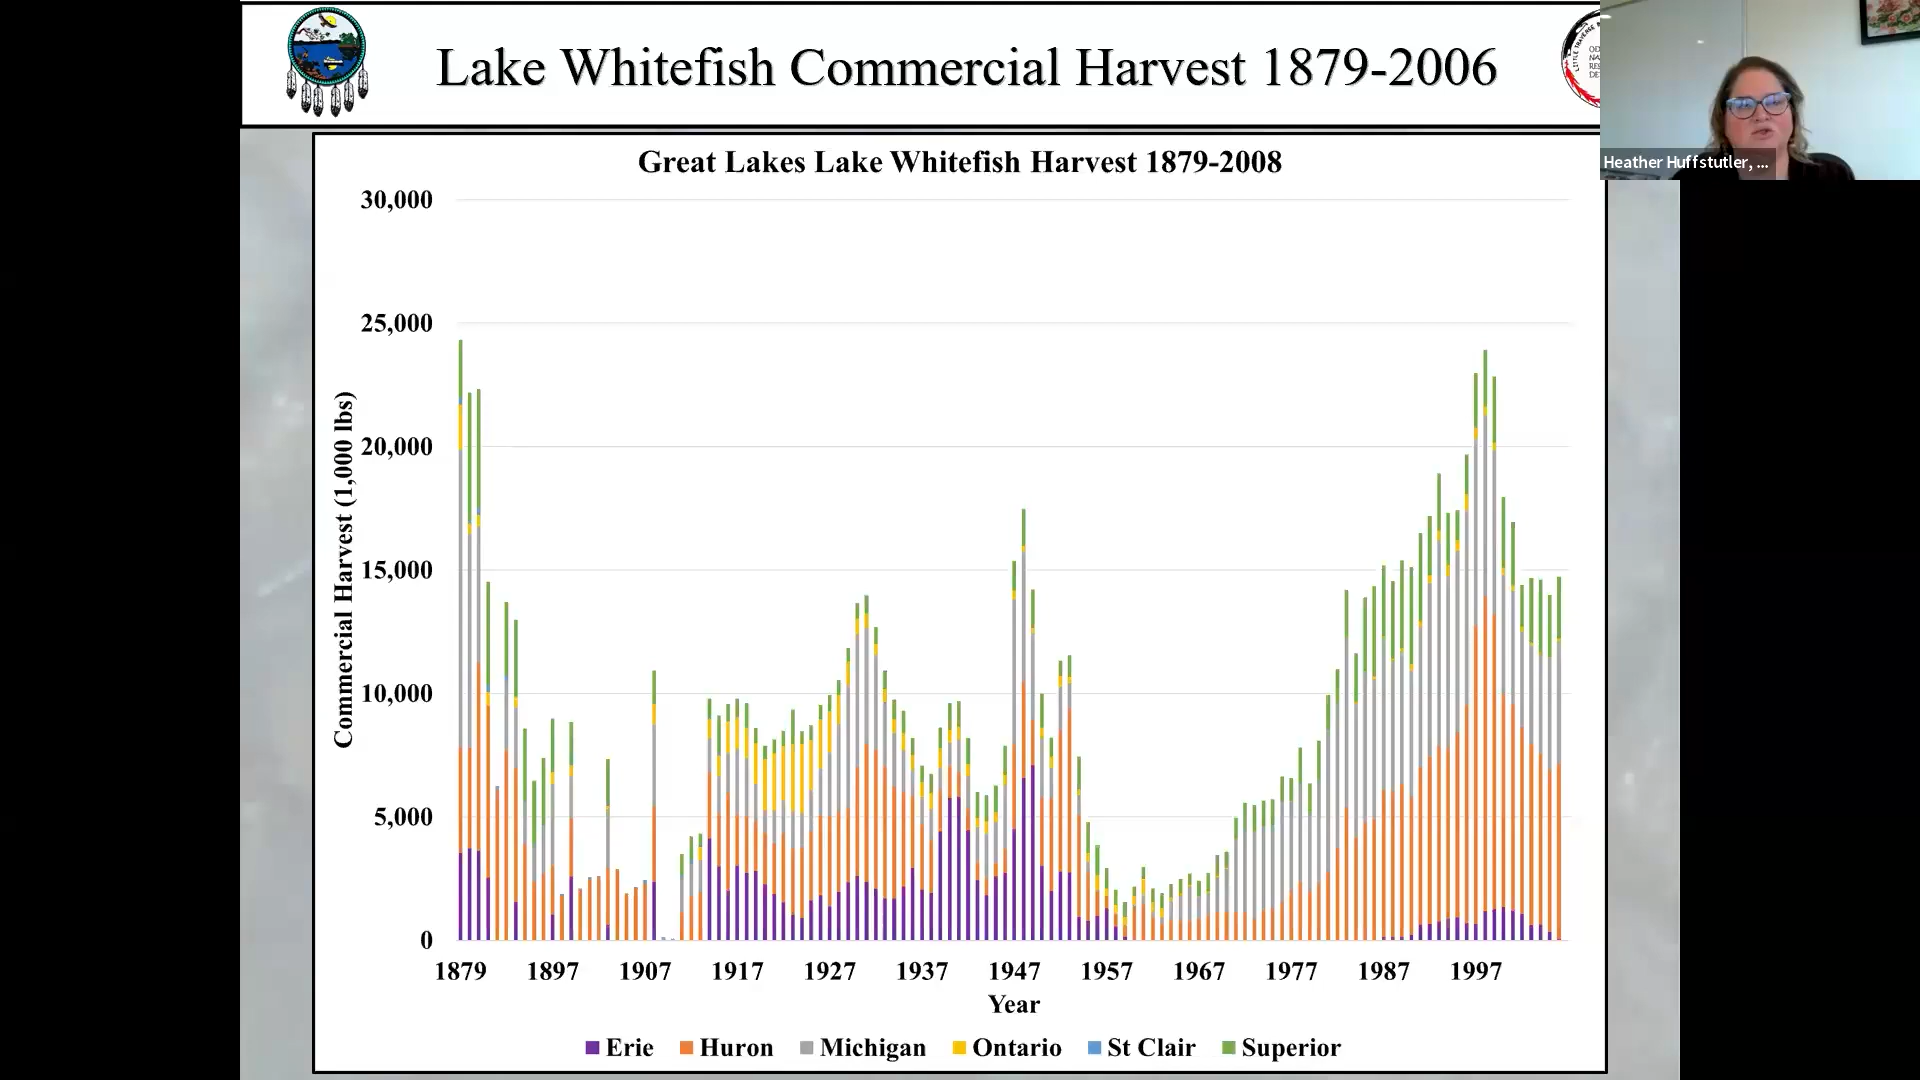 Lake Whitefish Commercial Harvest 1879-2006
Heather Huffstutler, ...
Great Lakes Lake Whitefish Harvest 1879-2008
Commercial Harvest (1,000 lbs)
30,000
25,000
20,000
15,000
10,000
5,000
0
1879 1897 1907 1917 1927 1937 1947 1957 1967 1977 1987 1997
Year
Erie Huron Michigan Ontario St Clair Superior